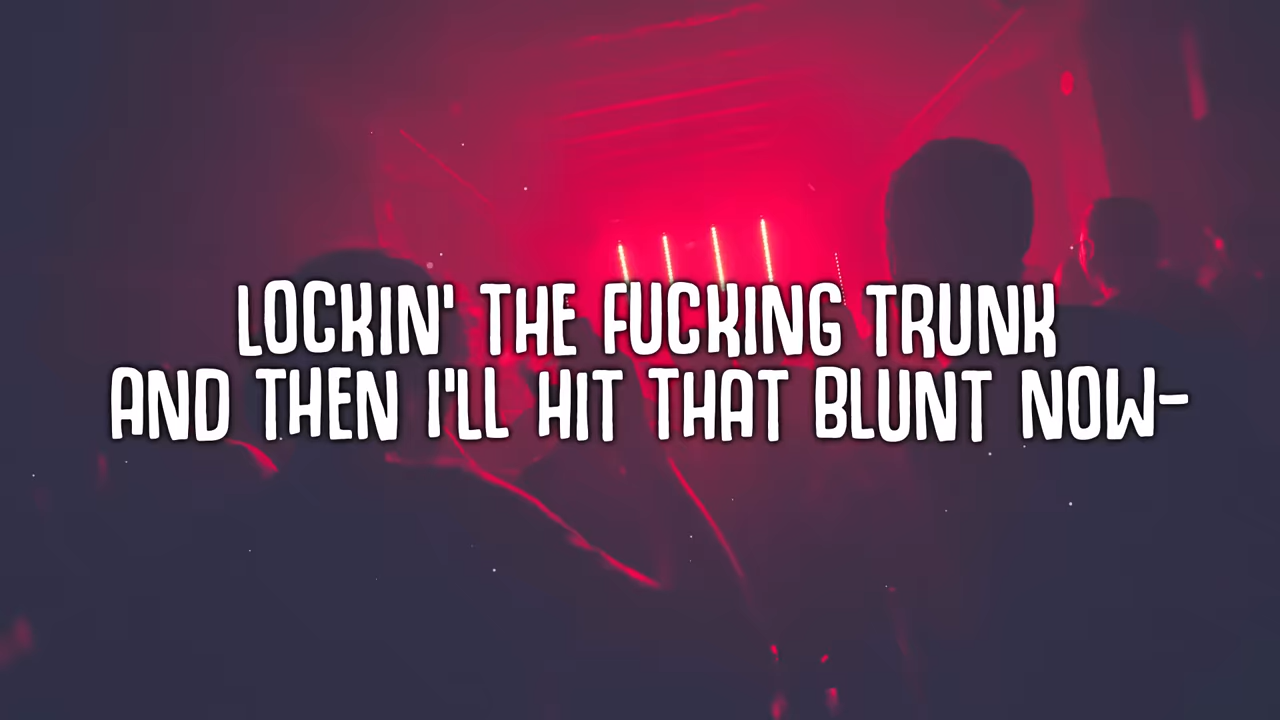 LOCKIN' THE FUCKING TRUNK
AND THEN I'LL HIT THAT BLUNT NOW-